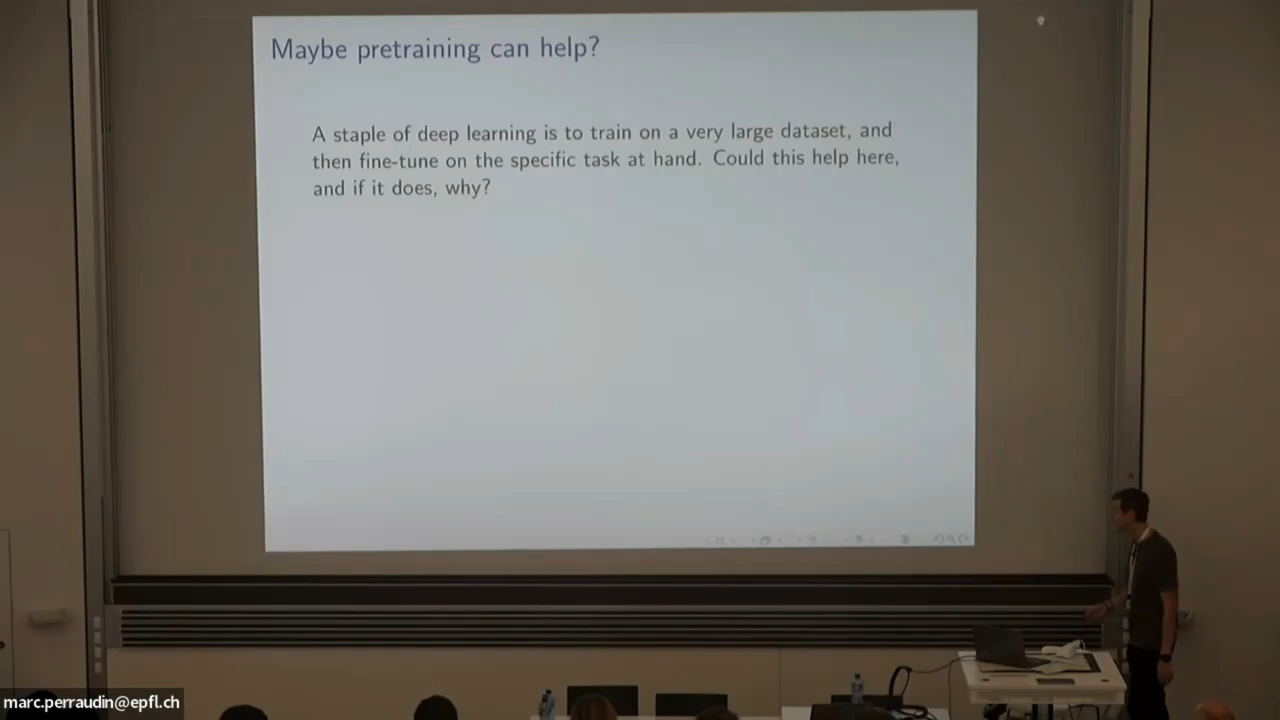 Maybe pretraining can help?
A staple of deep learning is to train on a very large dataset, and
then fine-tune on the specific task at hand. Could this help here,
and if it does, why?
marc.perraudin@epfl.ch